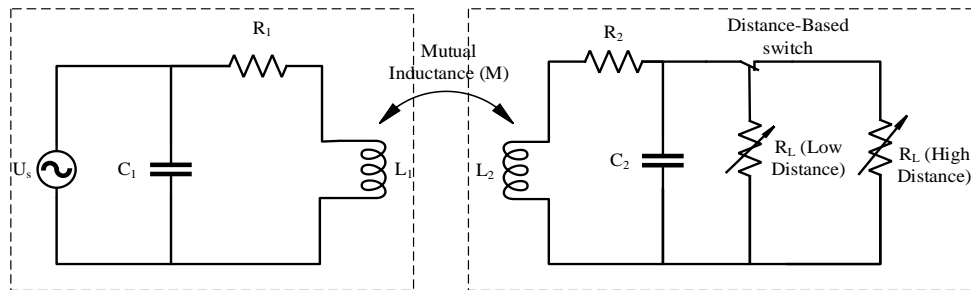 R1
Mutual
Inductance (M)
R2
Distance-Based
switch
Us
C1
L1
L2
C2
RL (Low
Distance)
RL (High
Distance)